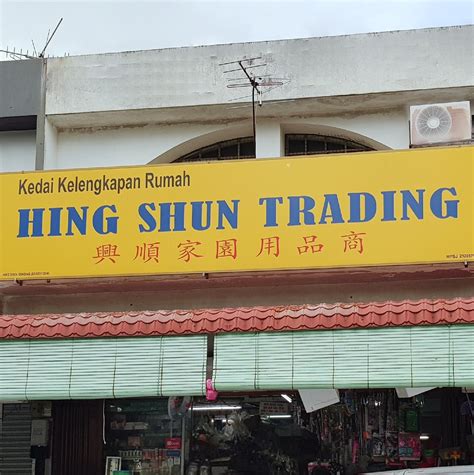 Kedai Kelengkapan Rumah
HING SHUN TRADING
興順家園用品商